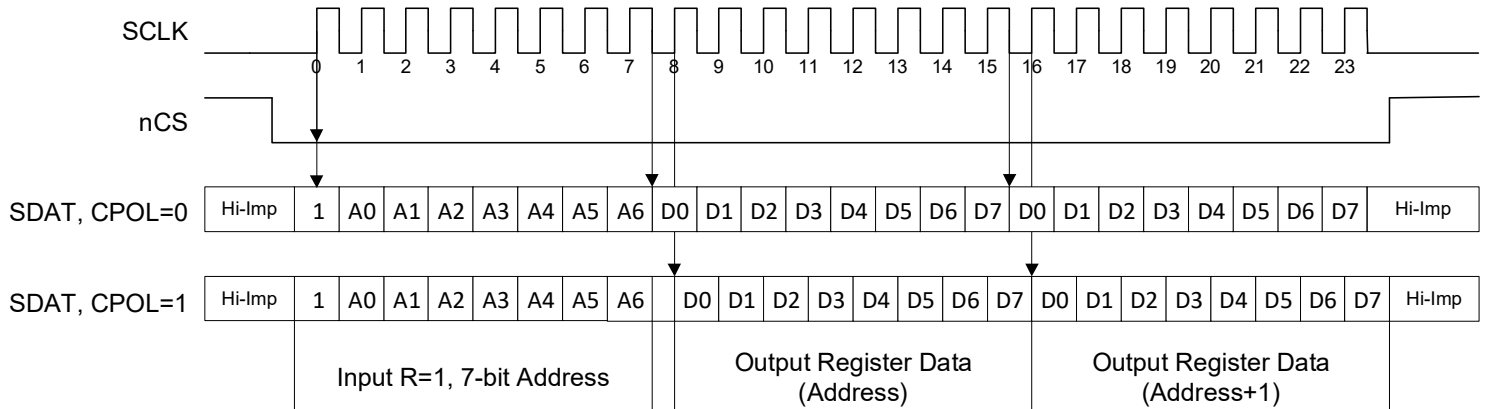 SCLK
0 1 2 3 4 5 6 7 8 9 10 11 12 13 14 15 16 17 18 19 20 21 22 23
nCS
SDAT, CPOL=0 Hi-Imp 1 A0 A1 A2 A3 A4 A5 A6 D0 D1 D2 D3 D4 D5 D6 D7 D0 D1 D2 D3 D4 D5 D6 D7 Hi-Imp
SDAT, CPOL=1 Hi-Imp 1 A0 A1 A2 A3 A4 A5 A6 D0 D1 D2 D3 D4 D5 D6 D7 D0 D1 D2 D3 D4 D5 D6 D7 Hi-Imp
Input R=1, 7-bit Address
Output Register Data
(Address)
Output Register Data
(Address+1)